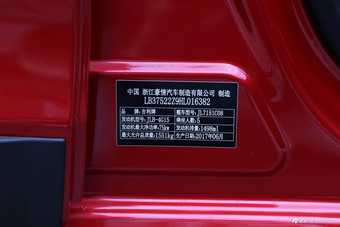 中国 浙江豪情汽车制造有限公司 制造
LB37522Z9HL016382
品牌：吉利牌 整车型号：JL7151C08
发动机型号：JLB-4G15 乘坐人数：5
发动机最大净功率：75kw 发动机排量：1498ml
最大允许总质量：1551kg 生产日期：2017年06月